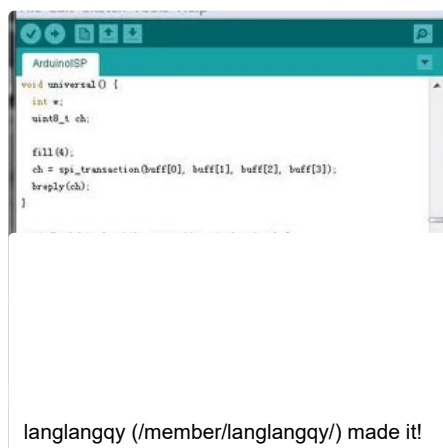 ArduinoISP
void universal() {
int w;
uint8_t ch;
fill(4);
ch = spi_transaction(buff[0], buff[1], buff[2], buff[3]);
breply(ch);
}
langlangqy (/member/langlangqy/) made it!